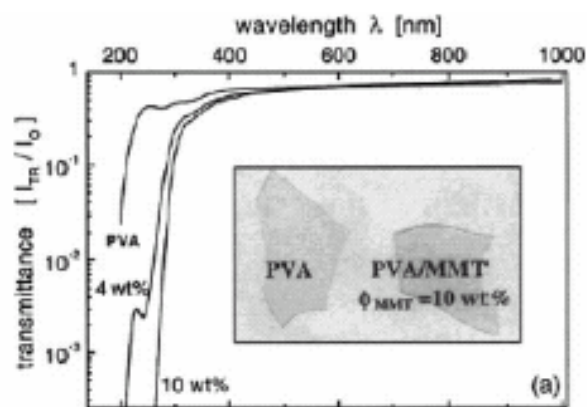 wavelength λ [nm]
200 400 600 800 1000
transmittance [ I_TR / I_O ]
1
10⁻¹
10⁻²
10⁻³
PVA
4 wt%
10 wt%
PVA
PVA/MMT
ϕ_MMT =10 wt%
(a)